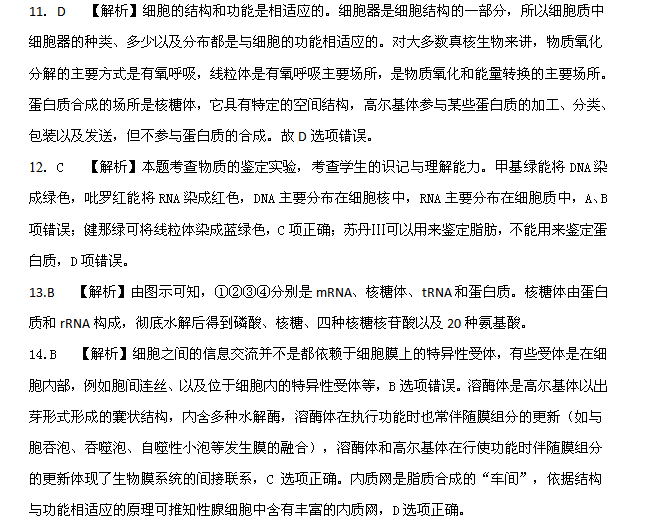 11. D 【解析】细胞的结构和功能是相适应的。细胞器是细胞结构的一部分，所以细胞质中
细胞器的种类、多少以及分布都是与细胞的功能相适应的。对大多数真核生物来讲，物质氧化
分解的主要方式是有氧呼吸，线粒体是有氧呼吸主要场所，是物质氧化和能量转换的主要场所。
蛋白质合成的场所是核糖体，它具有特定的空间结构，高尔基体参与某些蛋白质的加工、分类、
包装以及发送，但不参与蛋白质的合成。故 D 选项错误。
12. C 【解析】本题考查物质的鉴定实验，考查学生的识记与理解能力。甲基绿能将 DNA 染
成绿色，吡罗红能将 RNA 染成红色，DNA 主要分布在细胞核中，RNA 主要分布在细胞质中，A、B
项错误；健那绿可将线粒体染成蓝绿色，C 项正确；苏丹Ⅲ可以用来鉴定脂肪，不能用来鉴定蛋
白质，D 项错误。
13.B 【解析】由图示可知，①②③④分别是 mRNA、核糖体、tRNA 和蛋白质。核糖体由蛋白
质和 rRNA 构成，彻底水解后得到磷酸、核糖、四种核糖核苷酸以及 20 种氨基酸。
14.B 【解析】细胞之间的信息交流并不是都依赖于细胞膜上的特异性受体，有些受体是在细
胞内部，例如胞间连丝、以及位于细胞内的特异性受体等，B 选项错误。溶酶体是高尔基体以出
芽形式形成的囊状结构，内含多种水解酶，溶酶体在执行功能时也常伴随膜组分的更新（如与
胞吞泡、吞噬泡、自噬性小泡等发生膜的融合），溶酶体和高尔基体在行使功能时伴随膜组分
的更新体现了生物膜系统的间接联系，C 选项正确。内质网是脂质合成的“车间”，依据结构
与功能相适应的原理可推知性腺细胞中含有丰富的内质网，D 选项正确。